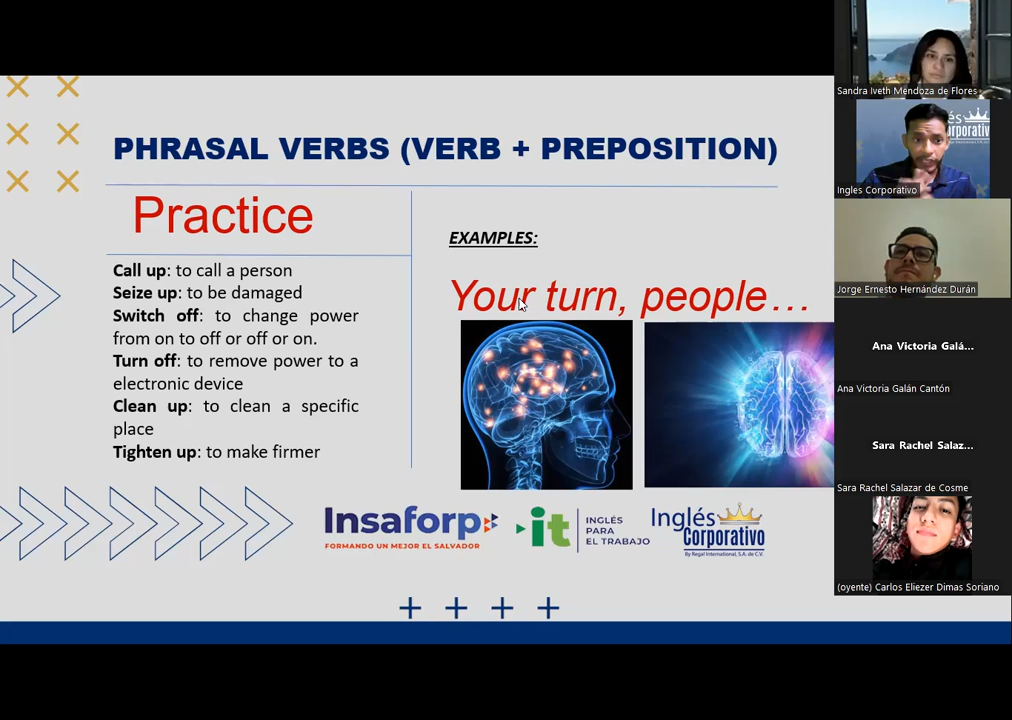 PHRASAL VERBS (VERB + PREPOSITION)
Practice
Call up: to call a person
Seize up: to be damaged
Switch off: to change power
from on to off or off or on.
Turn off: to remove power to a
electronic device
Clean up: to clean a specific
place
Tighten up: to make firmer
EXAMPLES:
Your turn, people…
Insaforp
FORMANDO UN MEJOR EL SALVADOR
it
INGLÉS
PARA
EL TRABAJO
Inglés
Corporativo
By Regal International, S.A. de C.V.
Sandra Iveth Mendoza de Flores
Ingles Corporativo
Jorge Ernesto Hernández Durán
Ana Victoria Galá...
Ana Victoria Galán Cantón
Sara Rachel Salaz...
Sara Rachel Salazar de Cosme
(oyente) Carlos Eliezer Dimas Soriano